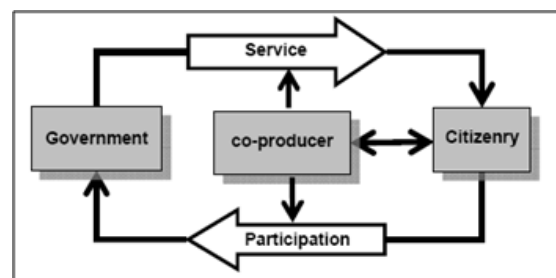 Service
Government
co-producer
Citizenry
Participation